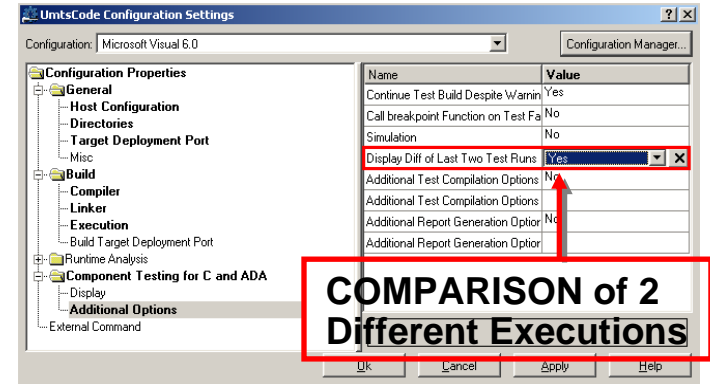 UmtsCode Configuration Settings
Configuration: Microsoft Visual 6.0 Configuration Manager...
Configuration Properties
General
Host Configuration
Directories
Target Deployment Port
Misc
Build
Compiler
Linker
Execution
Build Target Deployment Port
Runtime Analysis
Component Testing for C and ADA
Display
Additional Options
External Command
Name Value
Continue Test Build Despite Warnin Yes
Call breakpoint Function on Test Fa No
Simulation No
Display Diff of Last Two Test Runs Yes
Additional Test Compilation Options No
Additional Test Compilation Options
Additional Report Generation Option No
Additional Report Generation Option
COMPARISON of 2
Different Executions
Ok Cancel Apply Help